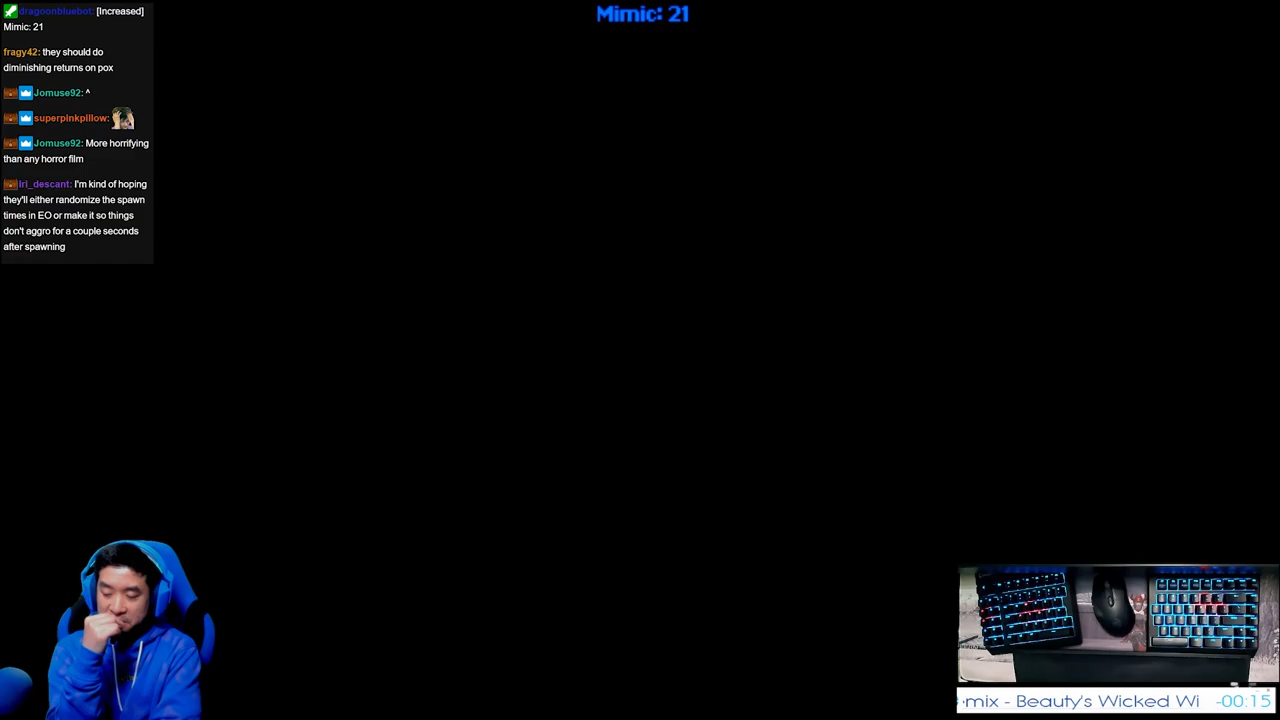 dragoonbluebot: [Increased]
Mimic: 21
fragy42: they should do
diminishing returns on pox
Jomuse92: ^
superpinkpillow:
Jomuse92: More horrifying
than any horror film
iri_descant: I'm kind of hoping
they'll either randomize the spawn
times in EO or make it so things
don't aggro for a couple seconds
after spawning
Mimic: 21
mix - Beauty's Wicked Wi -00:15